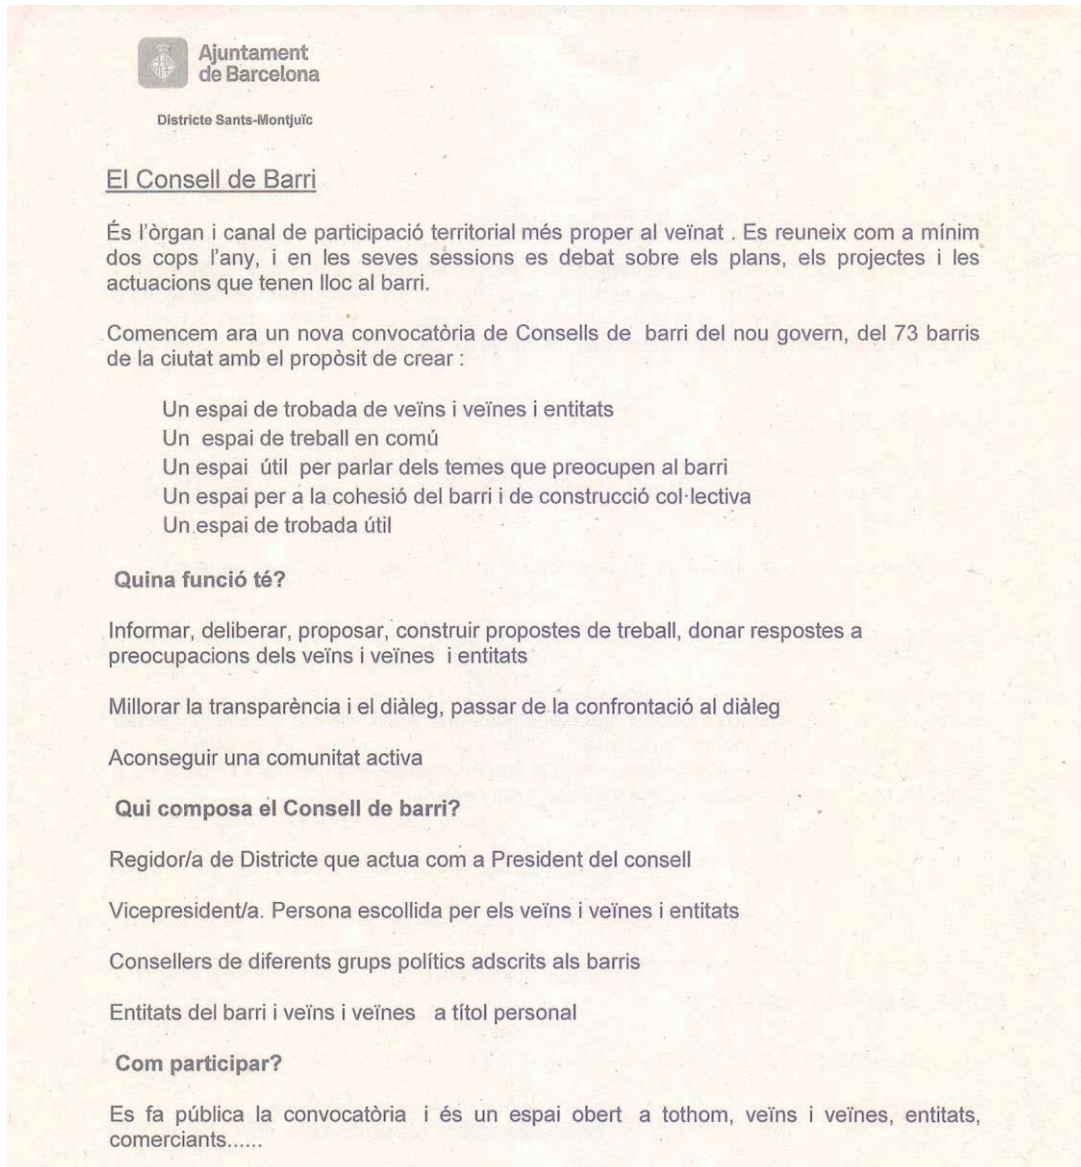 Ajuntament
de Barcelona
Districte Sants-Montjuïc
El Consell de Barri
És l'òrgan i canal de participació territorial més proper al veïnat . Es reuneix com a mínim
dos cops l'any, i en les seves sessions es debat sobre els plans, els projectes i les
actuacions que tenen lloc al barri.
Comencem ara un nova convocatòria de Consells de barri del nou govern, del 73 barris
de la ciutat amb el propòsit de crear :
Un espai de trobada de veïns i veïnes i entitats
Un espai de treball en comú
Un espai útil per parlar dels temes que preocupen al barri
Un espai per a la cohesió del barri i de construcció col·lectiva
Un espai de trobada útil
Quina funció té?
Informar, deliberar, proposar, construir propostes de treball, donar respostes a
preocupacions dels veïns i veïnes i entitats
Millorar la transparència i el diàleg, passar de la confrontació al diàleg
Aconseguir una comunitat activa
Qui composa el Consell de barri?
Regidor/a de Districte que actua com a President del consell
Vicepresident/a. Persona escollida per els veïns i veïnes i entitats
Consellers de diferents grups polítics adscrits als barris
Entitats del barri i veïns i veïnes a títol personal
Com participar?
Es fa pública la convocatòria i és un espai obert a tothom, veïns i veïnes, entitats,
comerciants......